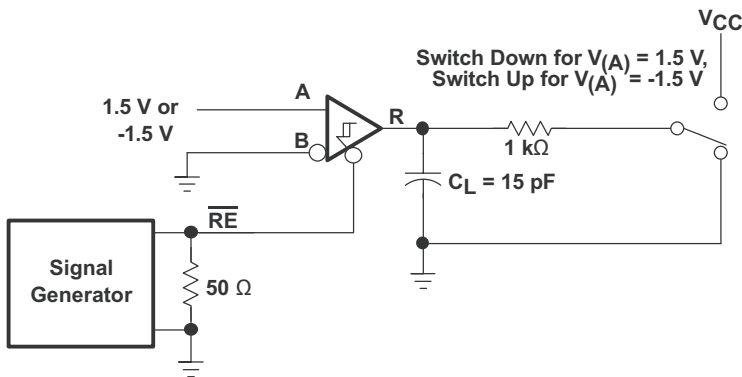 VCC
Switch Down for V(A) = 1.5 V,
Switch Up for V(A) = -1.5 V
A
1.5 V or
-1.5 V
R
B
1 kΩ
CL = 15 pF
RE
Signal
Generator
50 Ω